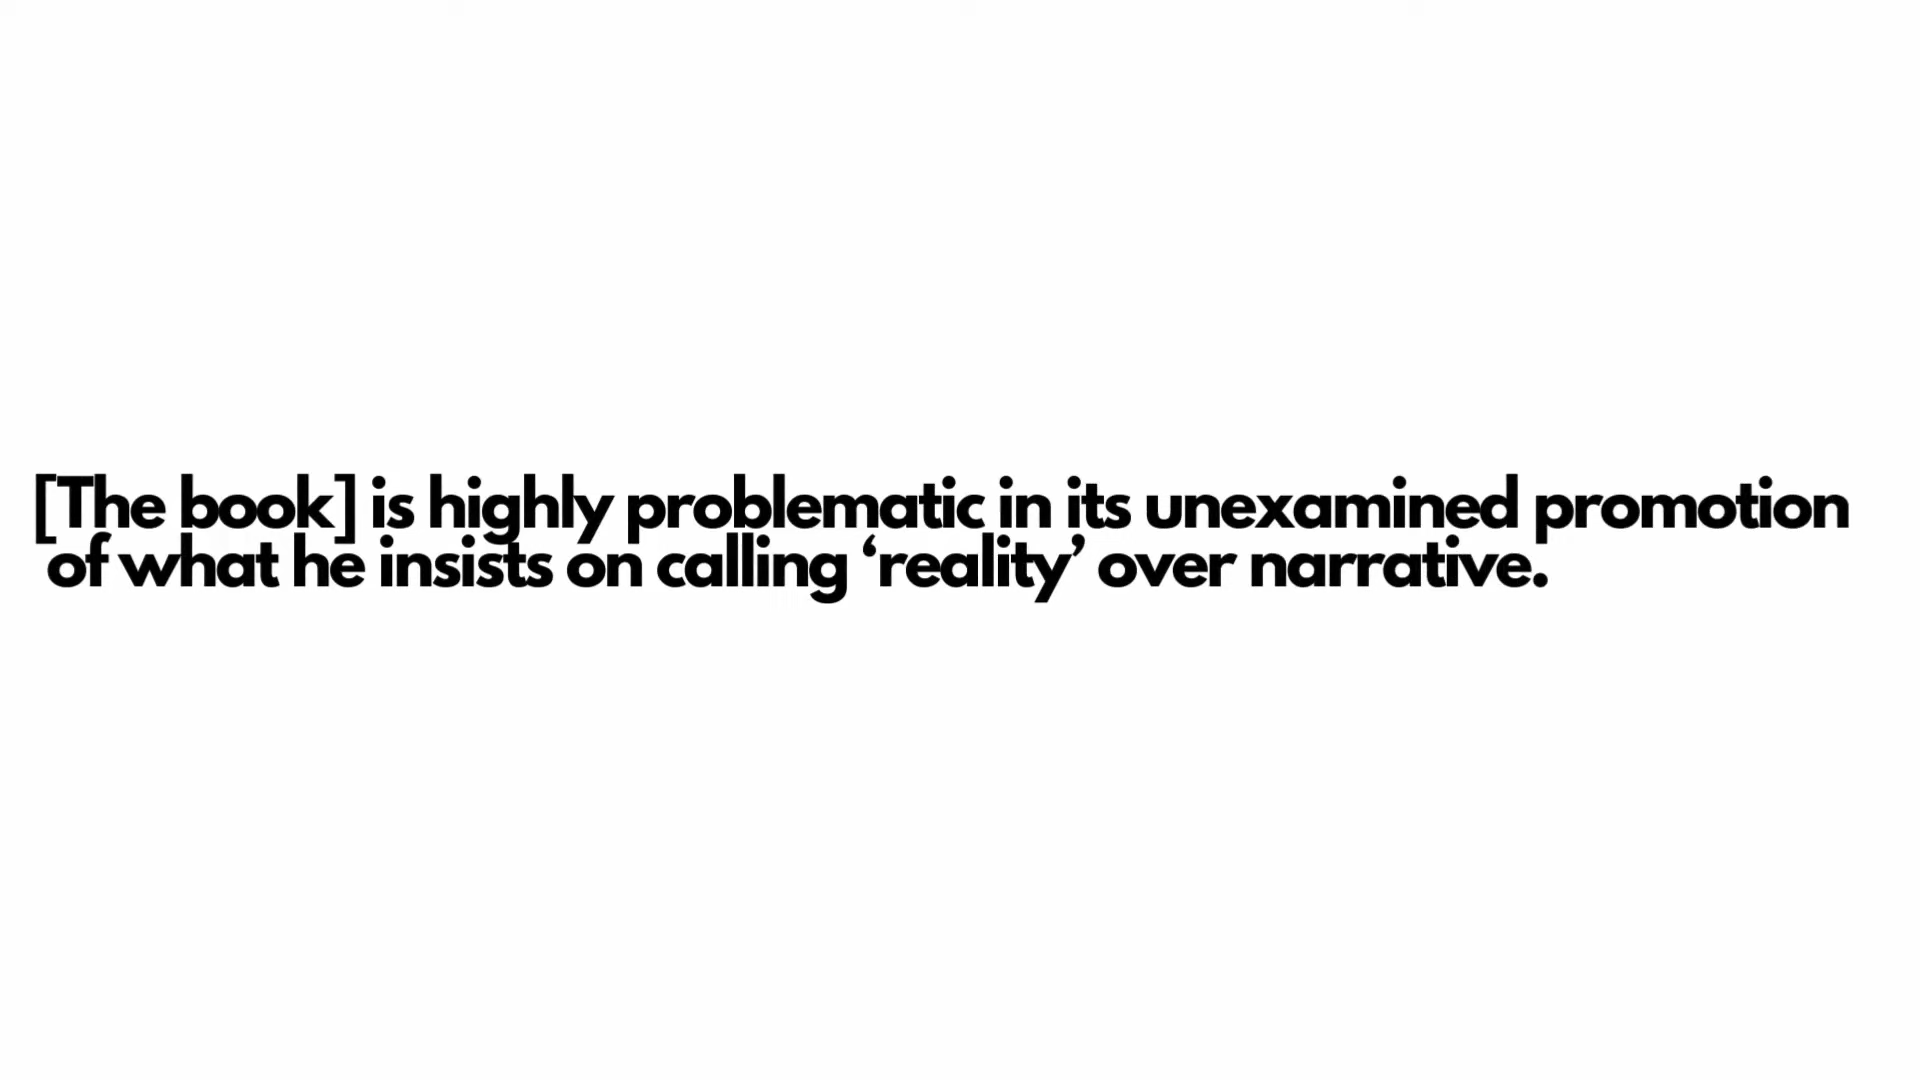 [The book] is highly problematic in its unexamined promotion
of what he insists on calling ‘reality’ over narrative.